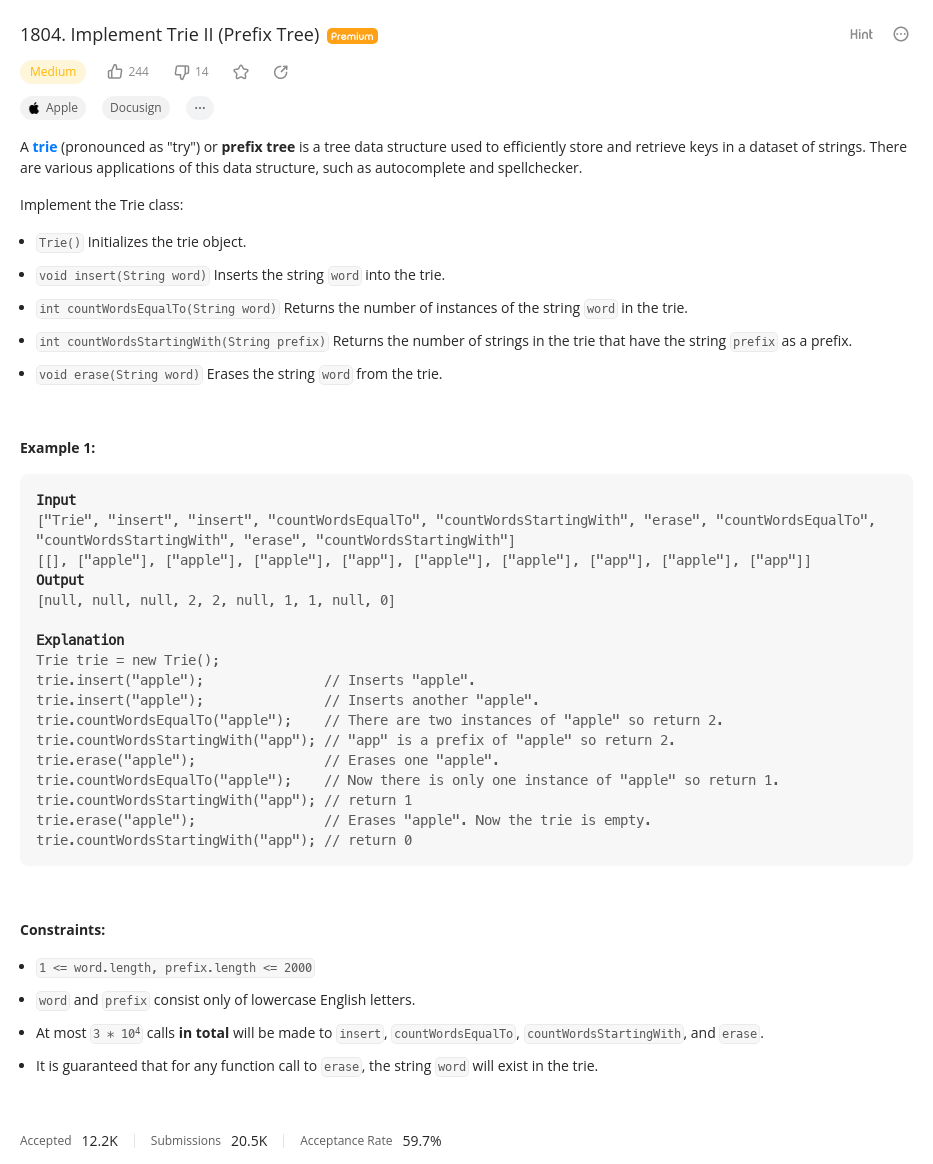 1804. Implement Trie II (Prefix Tree) Premium Hint
Medium 244 14
Apple Docusign ...
A trie (pronounced as "try") or prefix tree is a tree data structure used to efficiently store and retrieve keys in a dataset of strings. There
are various applications of this data structure, such as autocomplete and spellchecker.
Implement the Trie class:
• Trie() Initializes the trie object.
• void insert(String word) Inserts the string word into the trie.
• int countWordsEqualTo(String word) Returns the number of instances of the string word in the trie.
• int countWordsStartingWith(String prefix) Returns the number of strings in the trie that have the string prefix as a prefix.
• void erase(String word) Erases the string word from the trie.
Example 1:
Input
["Trie", "insert", "insert", "countWordsEqualTo", "countWordsStartingWith", "erase", "countWordsEqualTo",
"countWordsStartingWith", "erase", "countWordsStartingWith"]
[[], ["apple"], ["apple"], ["apple"], ["app"], ["apple"], ["apple"], ["app"], ["apple"], ["app"]]
Output
[null, null, null, 2, 2, null, 1, 1, null, 0]
Explanation
Trie trie = new Trie();
trie.insert("apple");               // Inserts "apple".
trie.insert("apple");               // Inserts another "apple".
trie.countWordsEqualTo("apple");    // There are two instances of "apple" so return 2.
trie.countWordsStartingWith("app"); // "app" is a prefix of "apple" so return 2.
trie.erase("apple");                // Erases one "apple".
trie.countWordsEqualTo("apple");    // Now there is only one instance of "apple" so return 1.
trie.countWordsStartingWith("app"); // return 1
trie.erase("apple");                // Erases "apple". Now the trie is empty.
trie.countWordsStartingWith("app"); // return 0
Constraints:
• 1 <= word.length, prefix.length <= 2000
• word and prefix consist only of lowercase English letters.
• At most 3 * 10⁴ calls in total will be made to insert, countWordsEqualTo, countWordsStartingWith, and erase.
• It is guaranteed that for any function call to erase, the string word will exist in the trie.
Accepted 12.2K Submissions 20.5K Acceptance Rate 59.7%